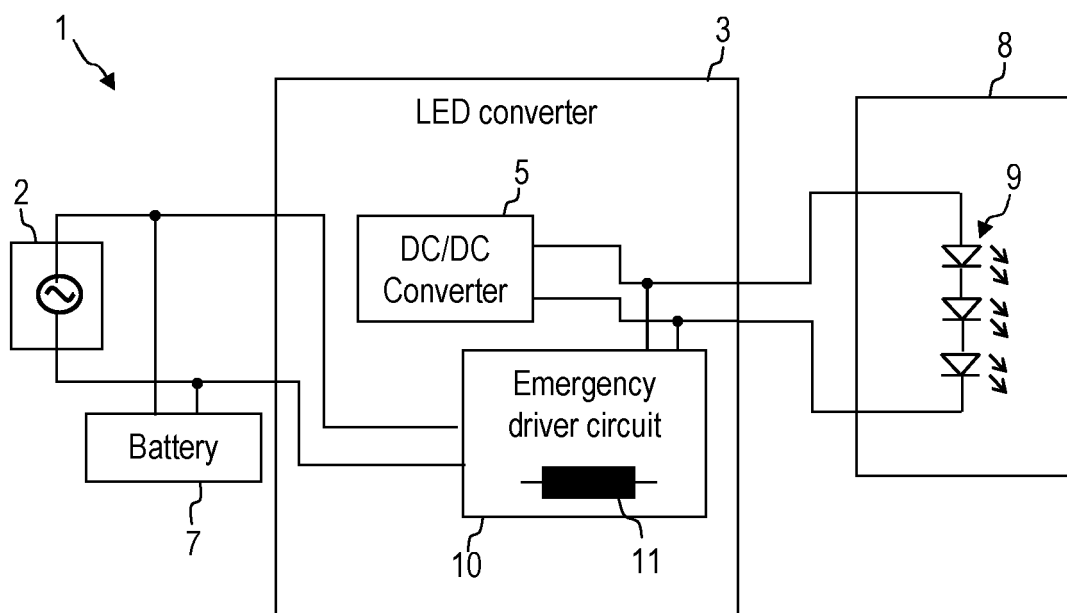 1
3
8
LED converter
2
5
9
DC/DC
Converter
Emergency
driver circuit
Battery
7
10
11